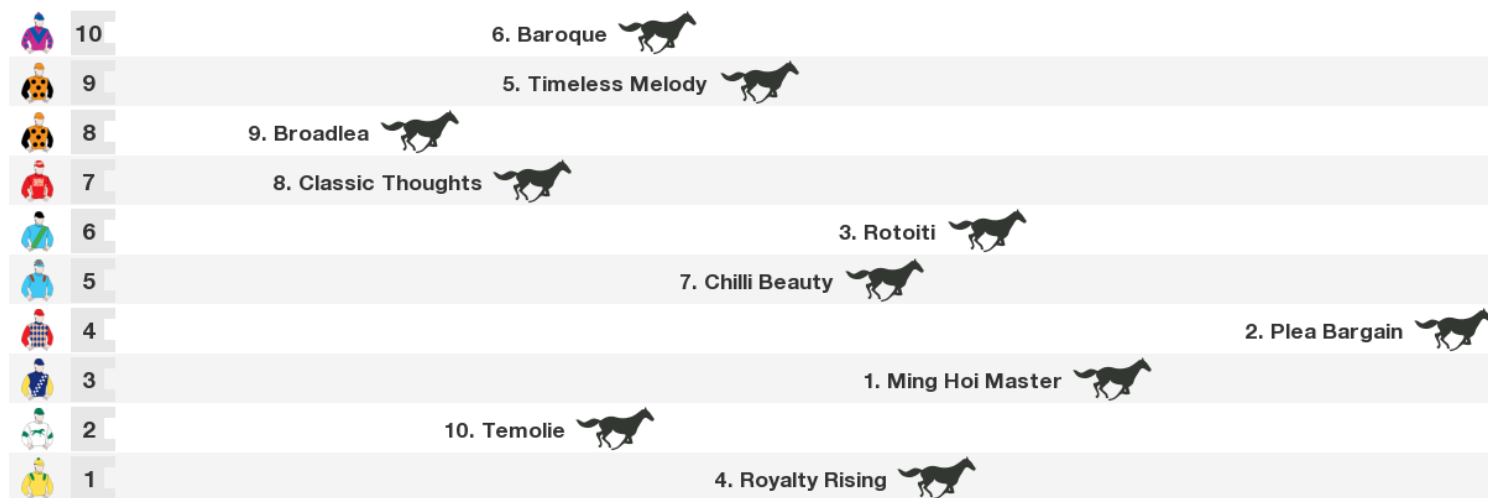 10 6. Baroque
9 5. Timeless Melody
8 9. Broadlea
7 8. Classic Thoughts
6 3. Rotoiti
5 7. Chilli Beauty
4 2. Plea Bargain
3 1. Ming Hoi Master
2 10. Temolie
1 4. Royalty Rising